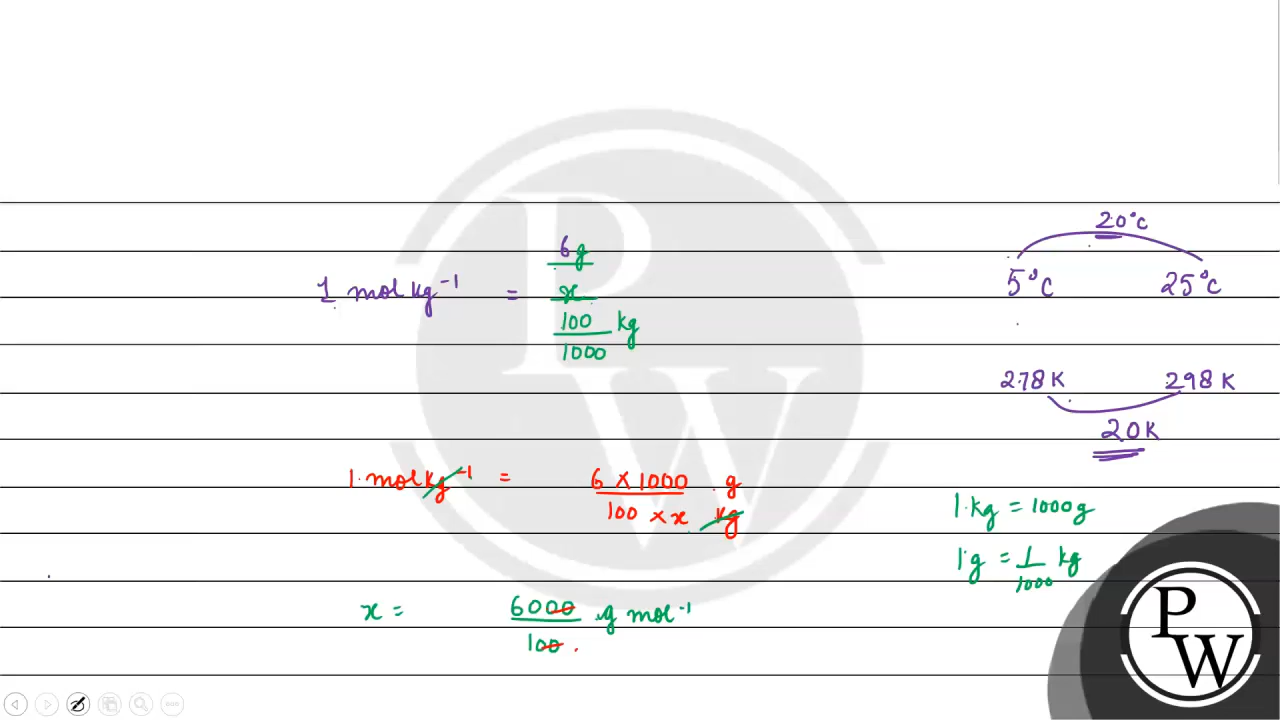 1 mol kg⁻¹ = 6g
x
100 kg
1000
1. mol kg⁻¹ = 6 × 1000 . g
100 × x kg
x = 6000 . g mol⁻¹
100 .
20°C
5°C 25°C
278 K 298 K
20 K
1. kg = 1000 g
1. g = 1 kg
1000
P
W
P
W